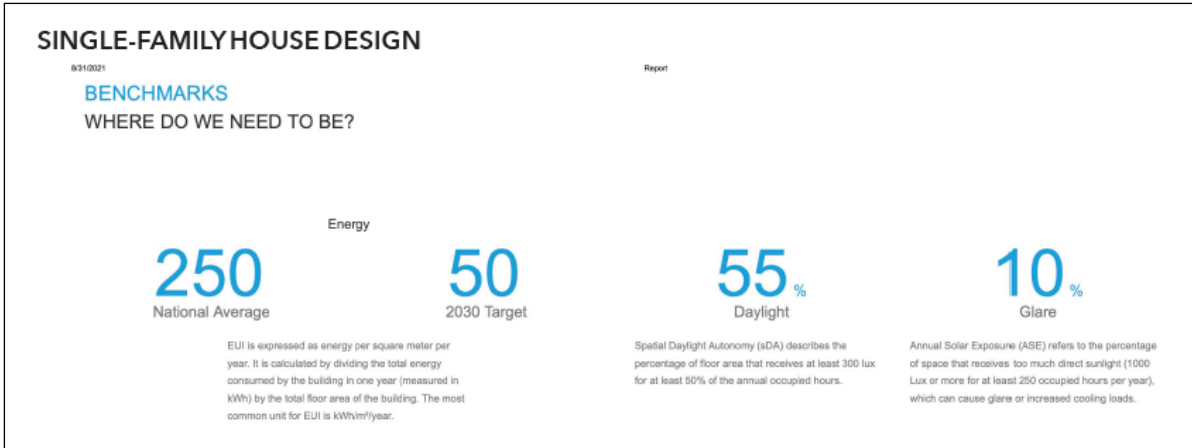 SINGLE-FAMILY HOUSE DESIGN
8/31/2021
Report
BENCHMARKS
WHERE DO WE NEED TO BE?
Energy
250
National Average
50
2030 Target
EUI is expressed as energy per square meter per
year. It is calculated by dividing the total energy
consumed by the building in one year (measured in
kWh) by the total floor area of the building. The most
common unit for EUI is kWh/m²/year.
55 %
Daylight
Spatial Daylight Autonomy (sDA) describes the
percentage of floor area that receives at least 300 lux
for at least 50% of the annual occupied hours.
10 %
Glare
Annual Solar Exposure (ASE) refers to the percentage
of space that receives too much direct sunlight (1000
Lux or more for at least 250 occupied hours per year),
which can cause glare or increased cooling loads.